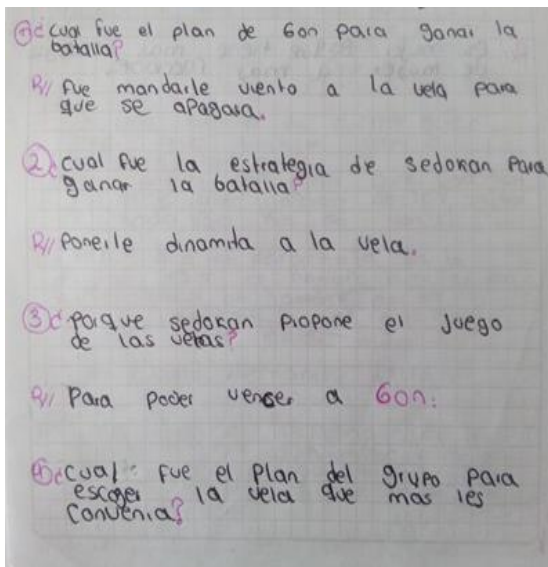 ① ¿cual fue el plan de Gon para ganar la
batalla?
R// fue mandarle viento a la vela para
que se apagara.
② ¿cual fue la estrategia de sedokan para
ganar la batalla?
R// Ponerle dinamita a la vela.
③ ¿porque sedokan propone el juego
de las velas?
R// Para poder vencer a Gon.
④ ¿cual fue el plan del grupo para
escoger la vela que mas les
convenia?